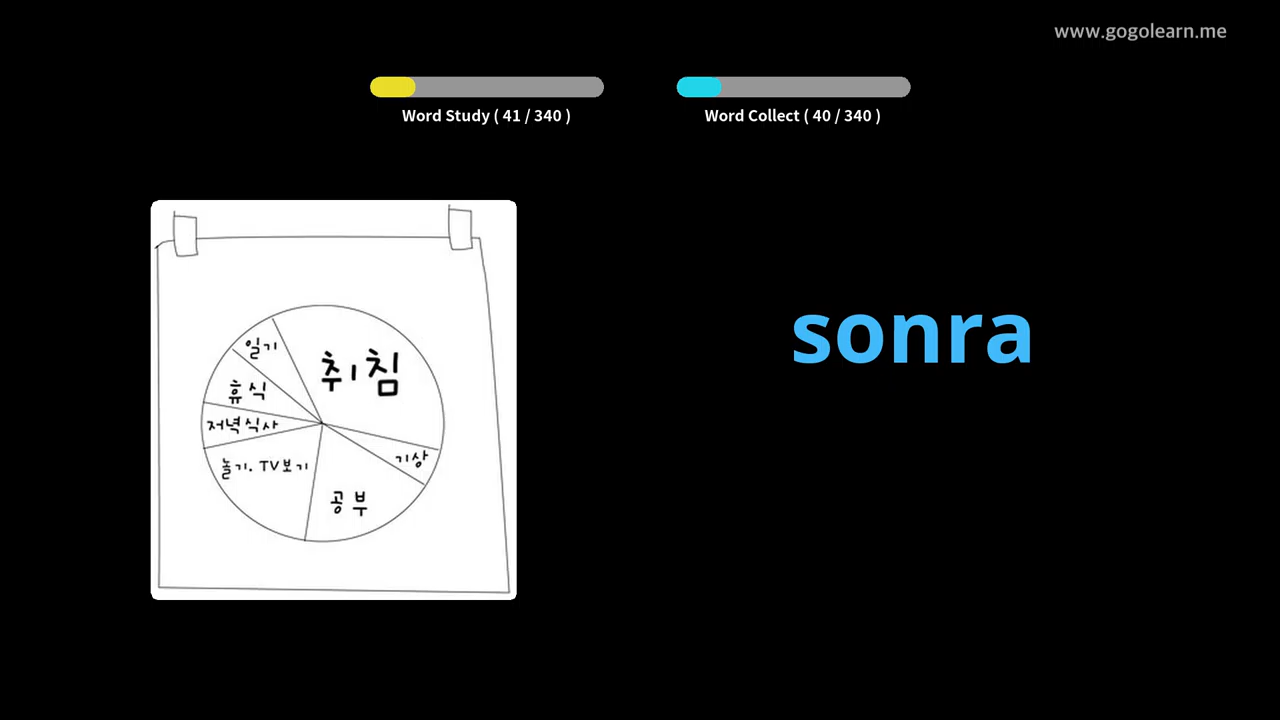 www.gogolearn.me
Word Study ( 41 / 340 )
Word Collect ( 40 / 340 )
일기
취침
휴식
저녁식사
놀기. TV보기
기상
공부
sonra